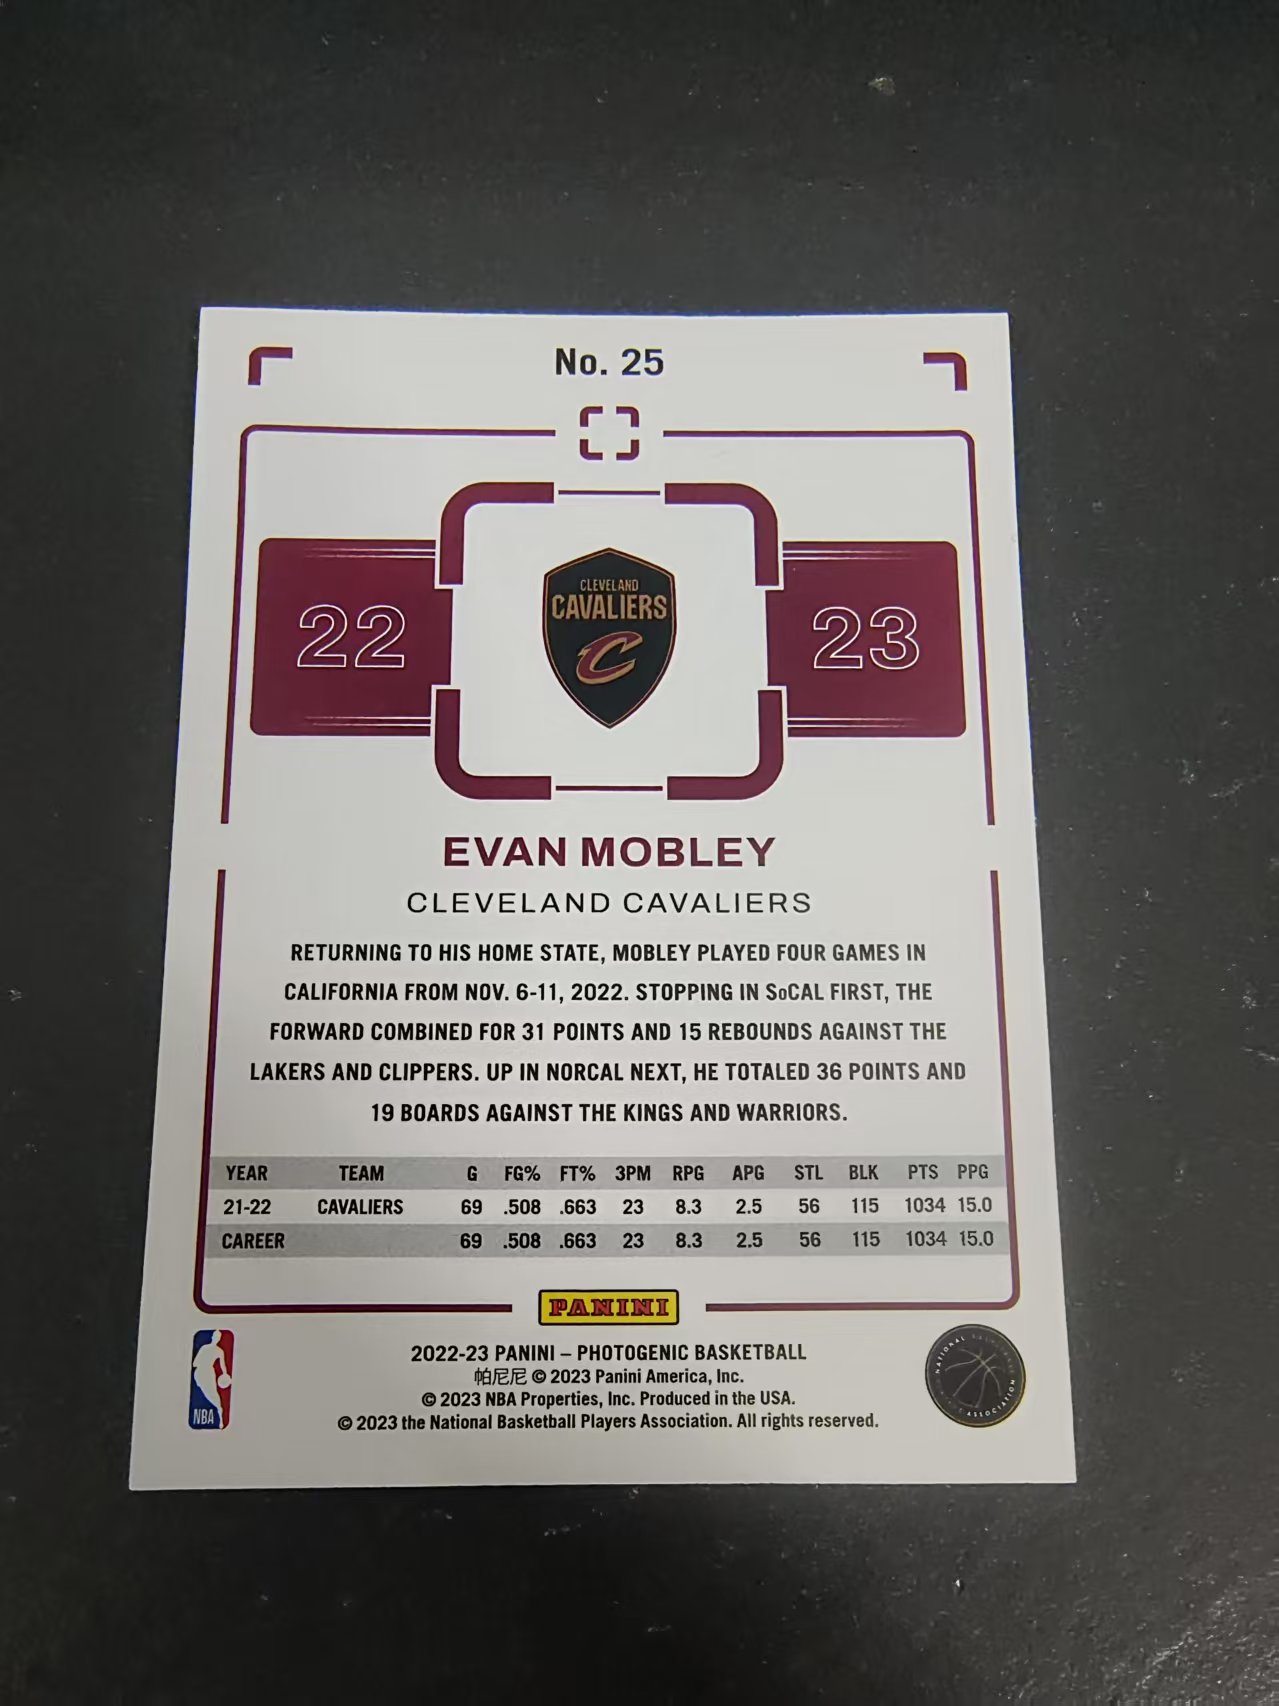 No. 25
22
CLEVELAND
CAVALIERS
C
23
EVAN MOBLEY
CLEVELAND CAVALIERS
RETURNING TO HIS HOME STATE, MOBLEY PLAYED FOUR GAMES IN
CALIFORNIA FROM NOV. 6-11, 2022. STOPPING IN SoCAL FIRST, THE
FORWARD COMBINED FOR 31 POINTS AND 15 REBOUNDS AGAINST THE
LAKERS AND CLIPPERS. UP IN NORCAL NEXT, HE TOTALED 36 POINTS AND
19 BOARDS AGAINST THE KINGS AND WARRIORS.
YEAR TEAM G FG% FT% 3PM RPG APG STL BLK PTS PPG
21-22 CAVALIERS 69 .508 .663 23 8.3 2.5 56 115 1034 15.0
CAREER 69 .508 .663 23 8.3 2.5 56 115 1034 15.0
PANINI
2022-23 PANINI – PHOTOGENIC BASKETBALL
帕尼尼 © 2023 Panini America, Inc.
© 2023 NBA Properties, Inc. Produced in the USA.
© 2023 the National Basketball Players Association. All rights reserved.
NBA
NATIONAL BASKETBALL
ASSOCIATION